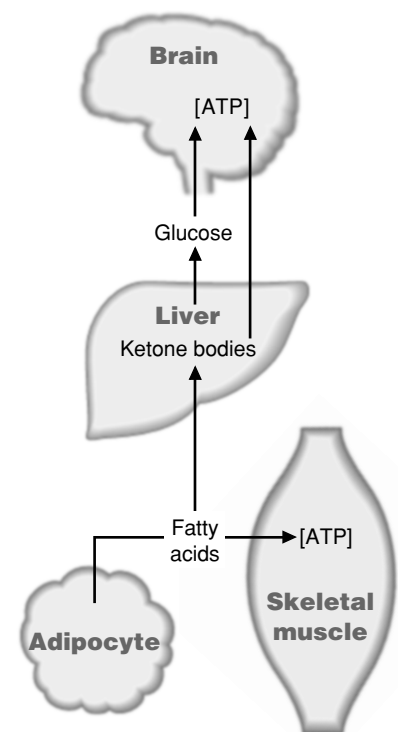 Brain
[ATP]
Glucose
Liver
Ketone bodies
Fatty
acids
[ATP]
Adipocyte
Skeletal
muscle